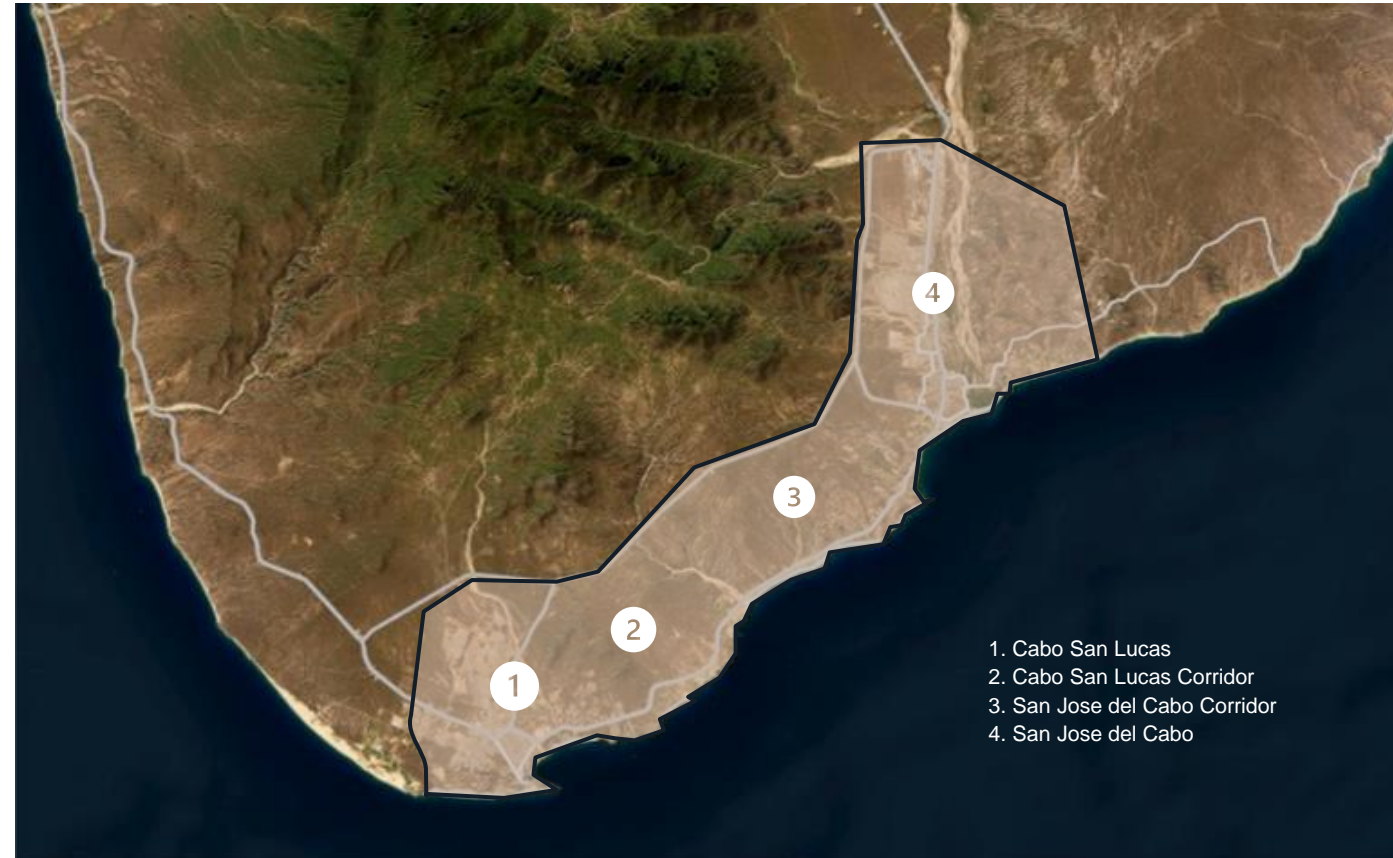 4
3
2
1
1. Cabo San Lucas
2. Cabo San Lucas Corridor
3. San Jose del Cabo Corridor
4. San Jose del Cabo